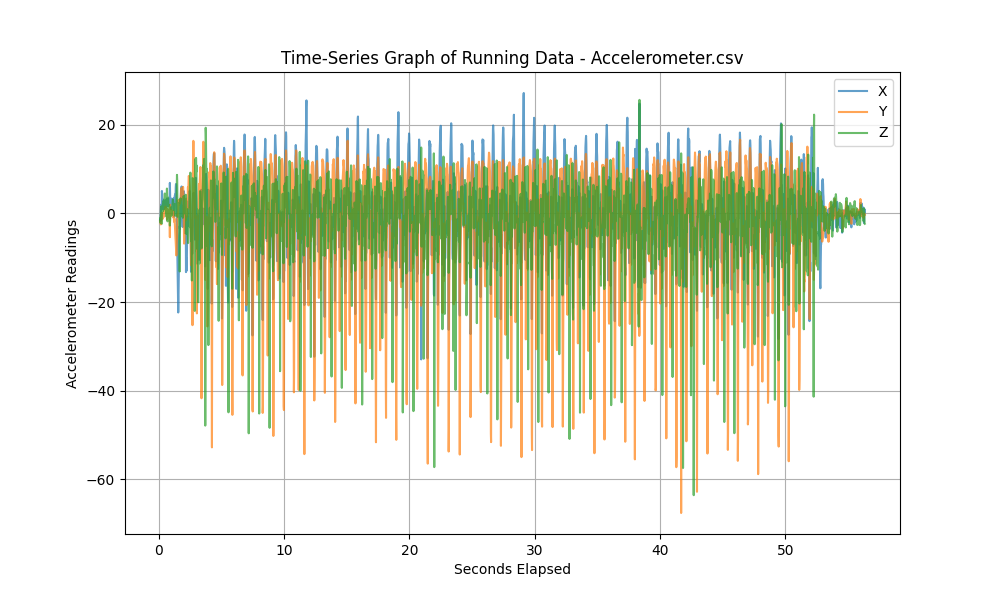 Time-Series Graph of Running Data - Accelerometer.csv
X
Y
Z
Accelerometer Readings
20
0
−20
−40
−60
0
10
20
30
40
50
Seconds Elapsed